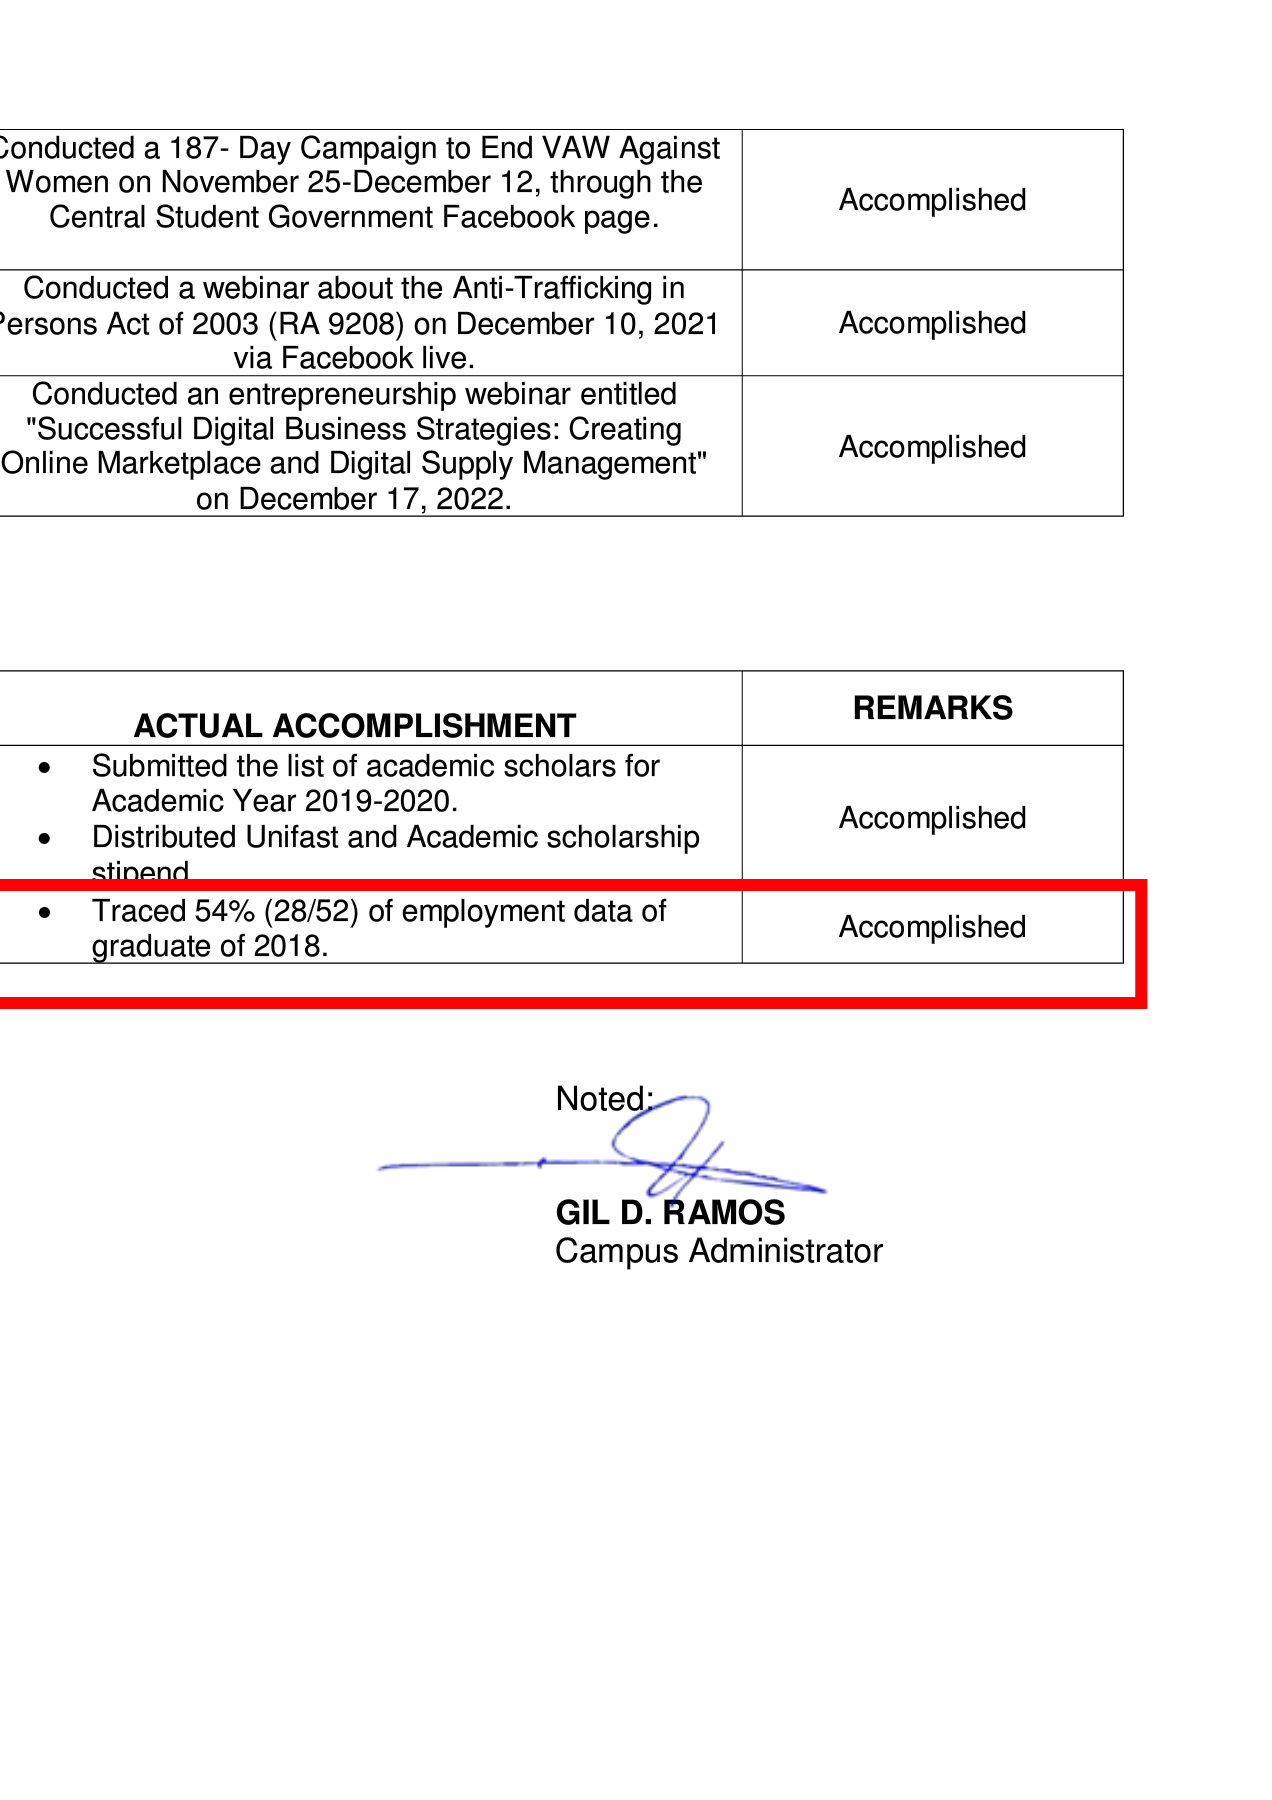 Conducted a 187- Day Campaign to End VAW Against
Women on November 25-December 12, through the
Central Student Government Facebook page.
Accomplished
Conducted a webinar about the Anti-Trafficking in
Persons Act of 2003 (RA 9208) on December 10, 2021
via Facebook live.
Accomplished
Conducted an entrepreneurship webinar entitled
"Successful Digital Business Strategies: Creating
Online Marketplace and Digital Supply Management"
on December 17, 2022.
Accomplished
ACTUAL ACCOMPLISHMENT
REMARKS
• Submitted the list of academic scholars for
Academic Year 2019-2020.
• Distributed Unifast and Academic scholarship
stipend
Accomplished
• Traced 54% (28/52) of employment data of
graduate of 2018.
Accomplished
Noted:
GIL D. RAMOS
Campus Administrator